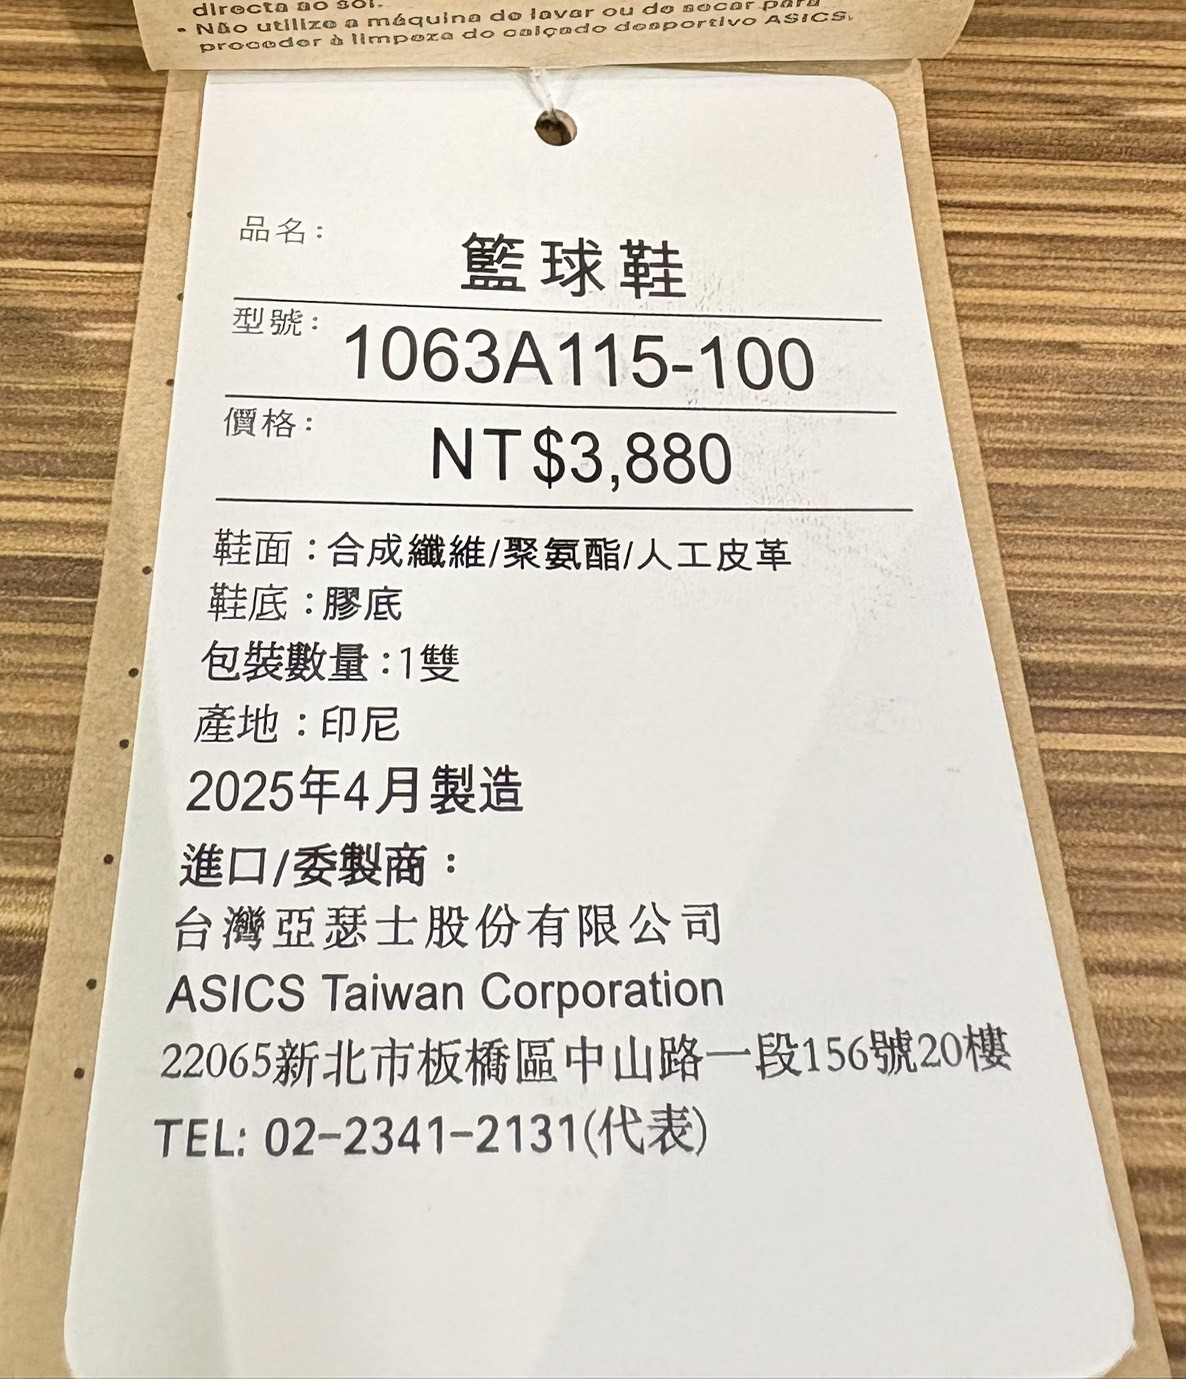 directa ao sol.
• Não utilize a máquina de lavar ou de secar para
proceder à limpeza do calçado desportivo ASICS.
品名：
籃球鞋
型號： 1063A115-100
價格： NT$3,880
鞋面：合成纖維/聚氨酯/人工皮革
鞋底：膠底
包裝數量：1雙
產地：印尼
2025年4月製造
進口/委製商：
台灣亞瑟士股份有限公司
ASICS Taiwan Corporation
22065新北市板橋區中山路一段156號20樓
TEL: 02-2341-2131(代表)